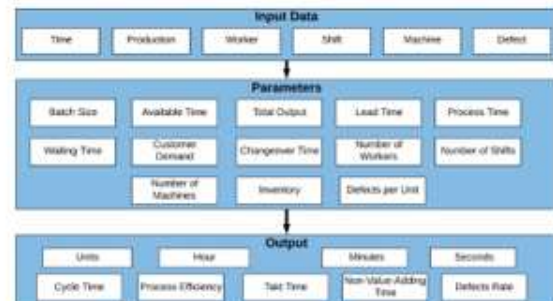 Input Data
Time Production Worker Shift Machine Defect
Parameters
Batch Size Available Time Total Output Lead Time Process Time
Waiting Time Customer Demand Changeover Time Number of Workers Number of Shifts
Number of Machines Inventory Defects per Unit
Output
Units Hour Minutes Seconds
Cycle Time Process Efficiency Takt Time Non-Value-Adding Time Defects Rate